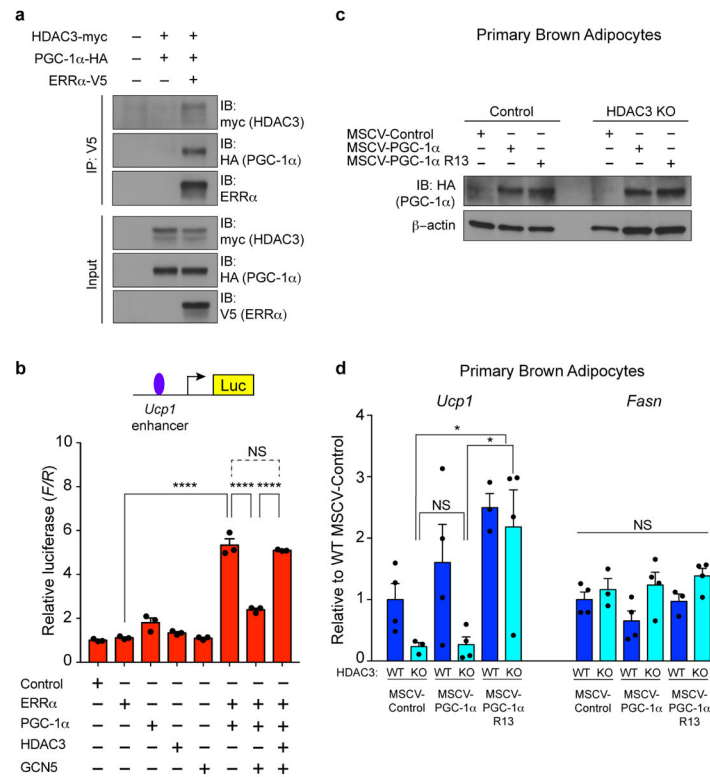 a
HDAC3-myc – + +
PGC-1α-HA – + +
ERRα-V5 – – +
IP: V5
IB:
myc (HDAC3)
IB:
HA (PGC-1α)
IB:
ERRα
Input
IB:
myc (HDAC3)
IB:
HA (PGC-1α)
IB:
V5 (ERRα)
b
Luc
Ucp1
enhancer
Relative luciferase (F/R)
10
8
6
4
2
0
NS
**** **** ****
Control +
ERRα + + + +
PGC-1α + + + +
HDAC3 + +
GCN5 + + +
c
Primary Brown Adipocytes
Control HDAC3 KO
MSCV-Control + +
MSCV-PGC-1α + +
MSCV-PGC-1α R13 + +
IB: HA
(PGC-1α)
β–actin
d
Primary Brown Adipocytes
Ucp1 Fasn
Relative to WT MSCV-Control
4
3
2
1
0
*
*
NS
NS
HDAC3: WT KO WT KO WT KO WT KO WT KO WT KO
MSCV-
Control
MSCV-
PGC-1α
MSCV-
PGC-1α
R13
MSCV-
Control
MSCV-
PGC-1α
MSCV-
PGC-1α
R13